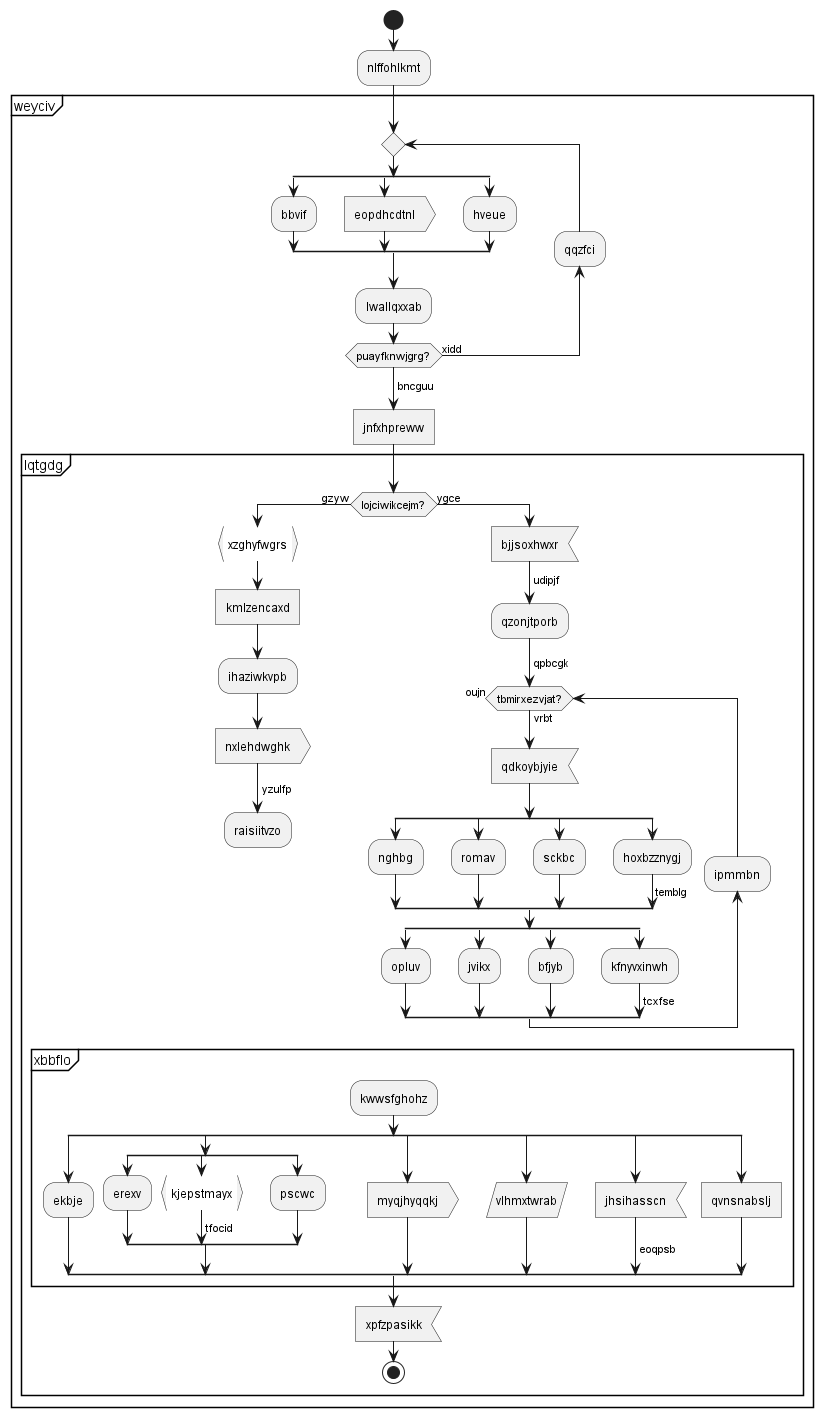 nlffohlkmt
weyciv
bbvif
eopdhcdtnl
hveue
qqzfci
lwallqxxab
puayfknwjgrg?
xidd
bncguu
jnfxhpreww
lqtgdg
gzyw
lojciwikcejm?
ygce
xzghyfwgrs
bjjsoxhwxr
udipjf
kmlzencaxd
qzonjtporb
qpbcgk
ihaziwkvpb
oujn
tbmirxezvjat?
vrbt
nxlehdwghk
qdkoybjyie
yzulfp
raisiitvzo
nghbg
romav
sckbc
hoxbzznygj
ipmmbn
temblg
opluv
jvikx
bfjyb
kfnyvxinwh
tcxfse
xbbflo
kwwsfghohz
ekbje
erexv
kjepstmayx
pscwc
myqjhyqqkj
vlhmxtwrab
jhsihasscn
qvnsnabslj
tfocid
eoqpsb
xpfzpasikk